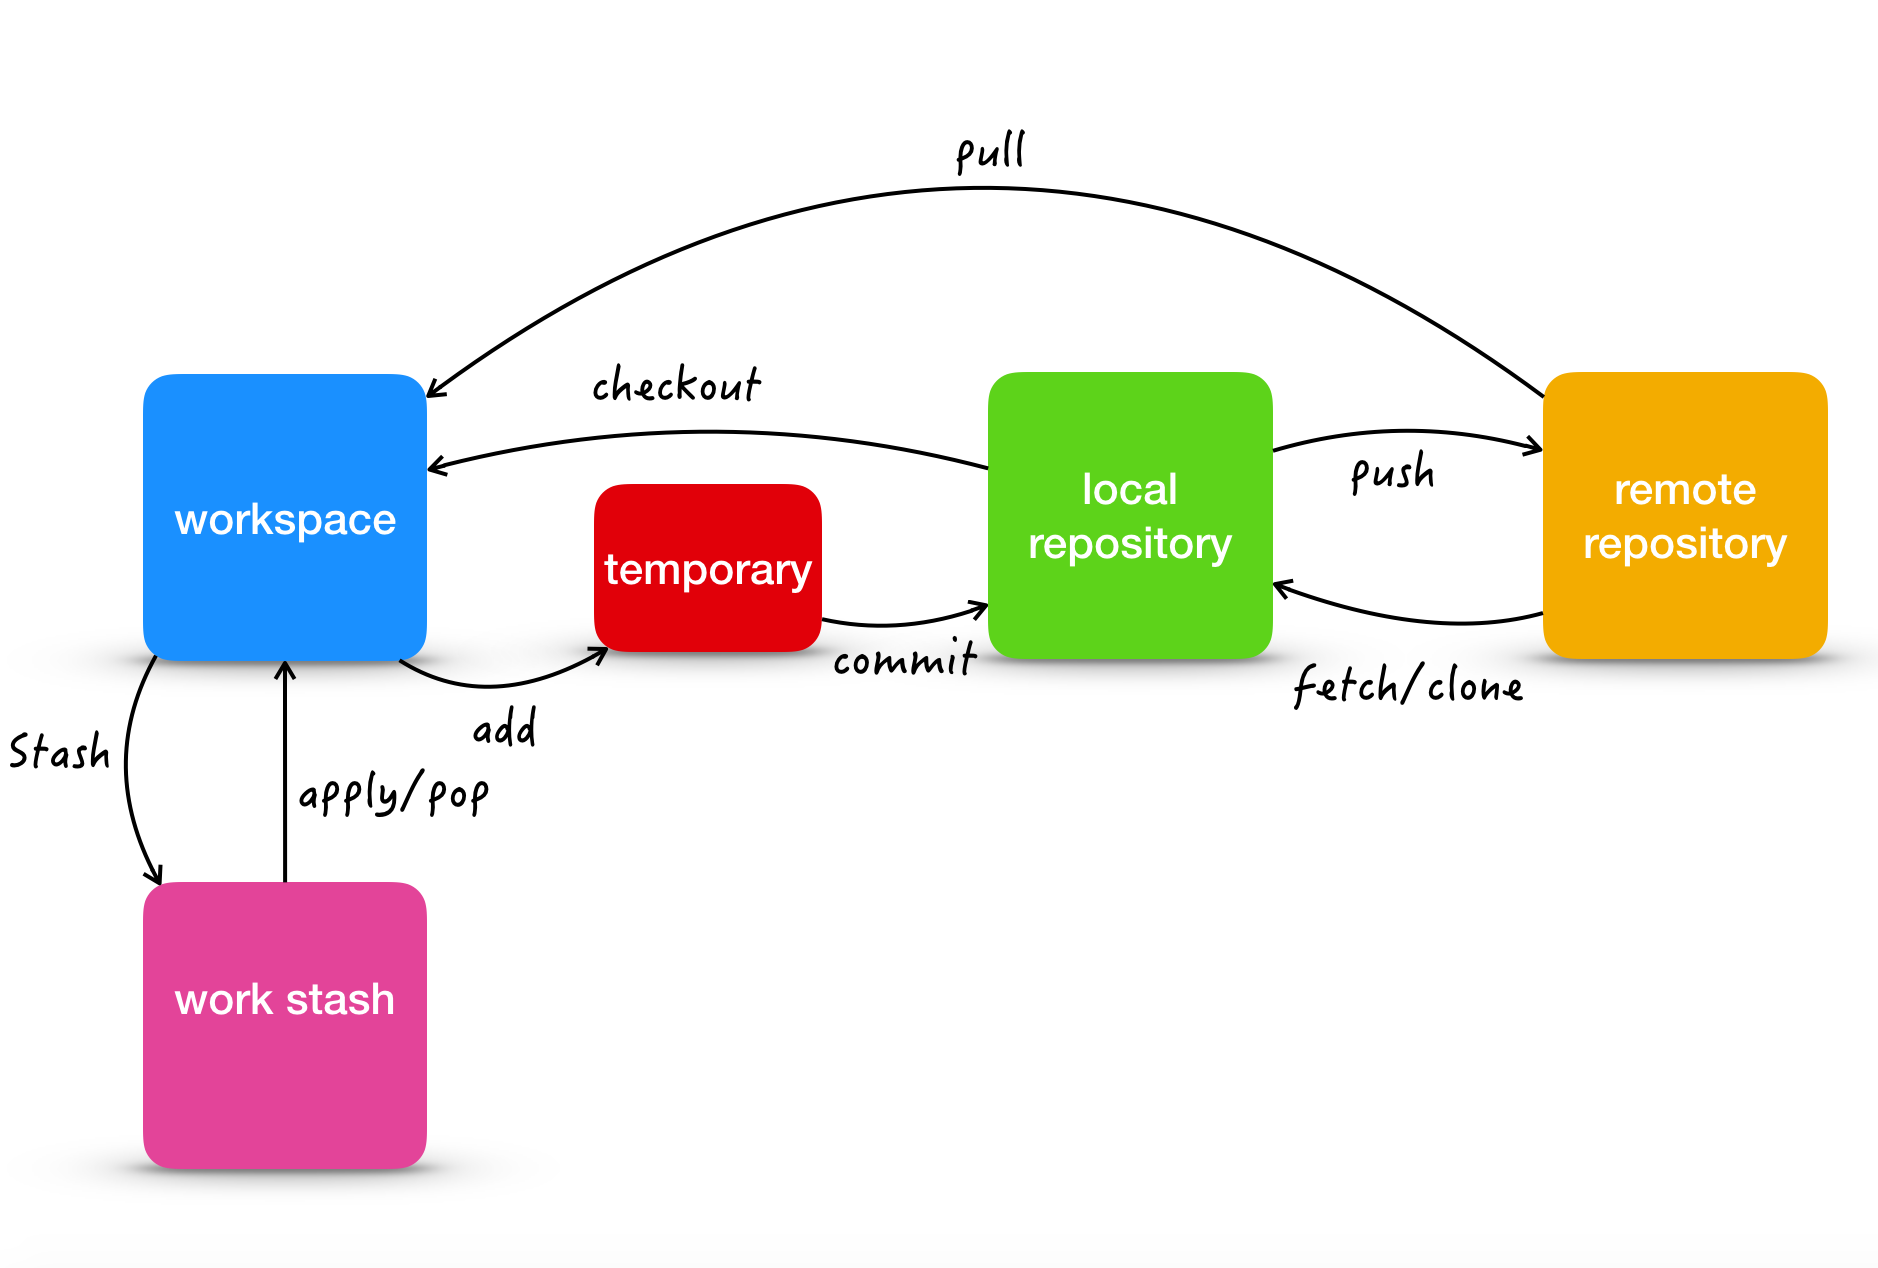 pull
checkout
workspace
temporary
local
repository
push
remote
repository
commit
fetch/clone
add
Stash
apply/pop
work stash